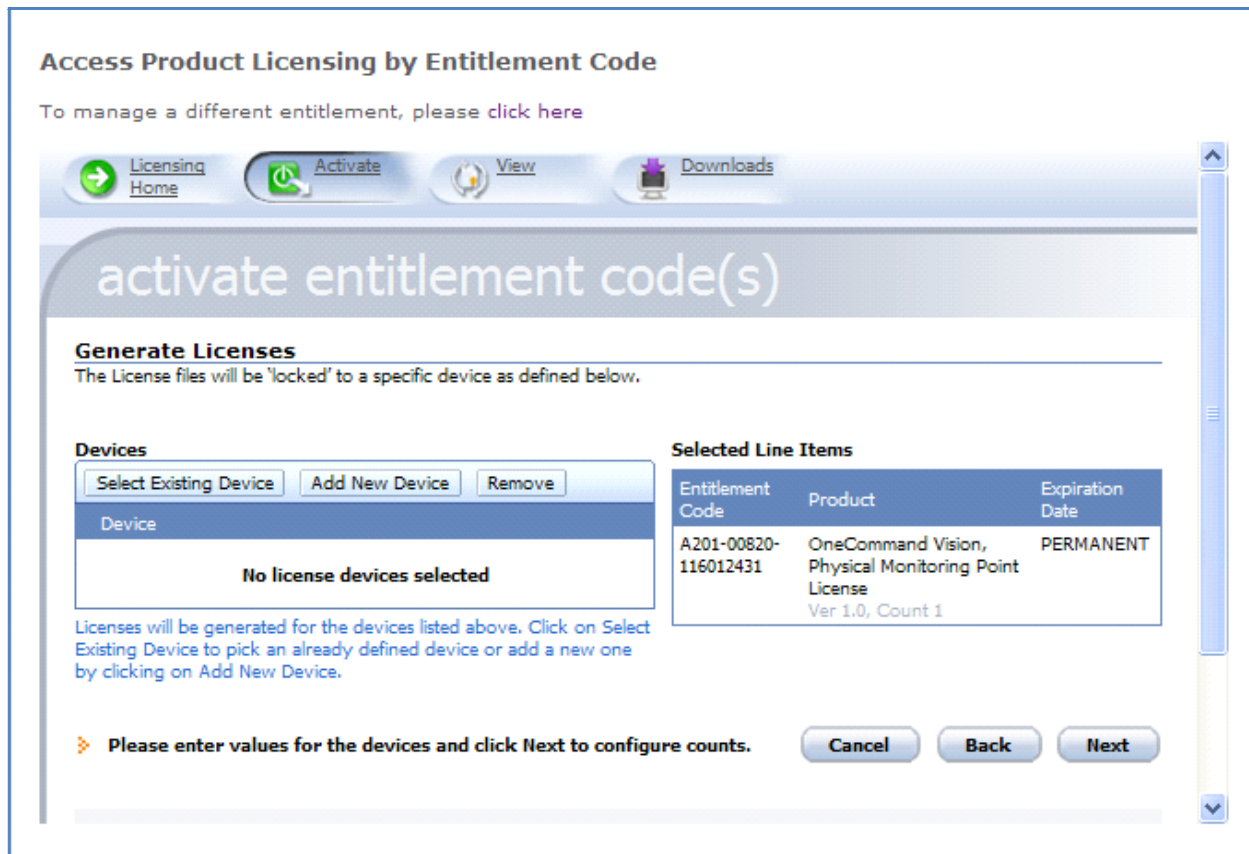 Access Product Licensing by Entitlement Code
To manage a different entitlement, please click here
Licensing
Home
Activate
View
Downloads
activate entitlement code(s)
Generate Licenses
The License files will be 'locked' to a specific device as defined below.
Devices
Select Existing Device
Add New Device
Remove
Device
No license devices selected
Licenses will be generated for the devices listed above. Click on Select
Existing Device to pick an already defined device or add a new one
by clicking on Add New Device.
Selected Line Items
Entitlement
Code
Product
Expiration
Date
A201-00820-
116012431
OneCommand Vision,
Physical Monitoring Point
License
Ver 1.0, Count 1
PERMANENT
Please enter values for the devices and click Next to configure counts.
Cancel
Back
Next